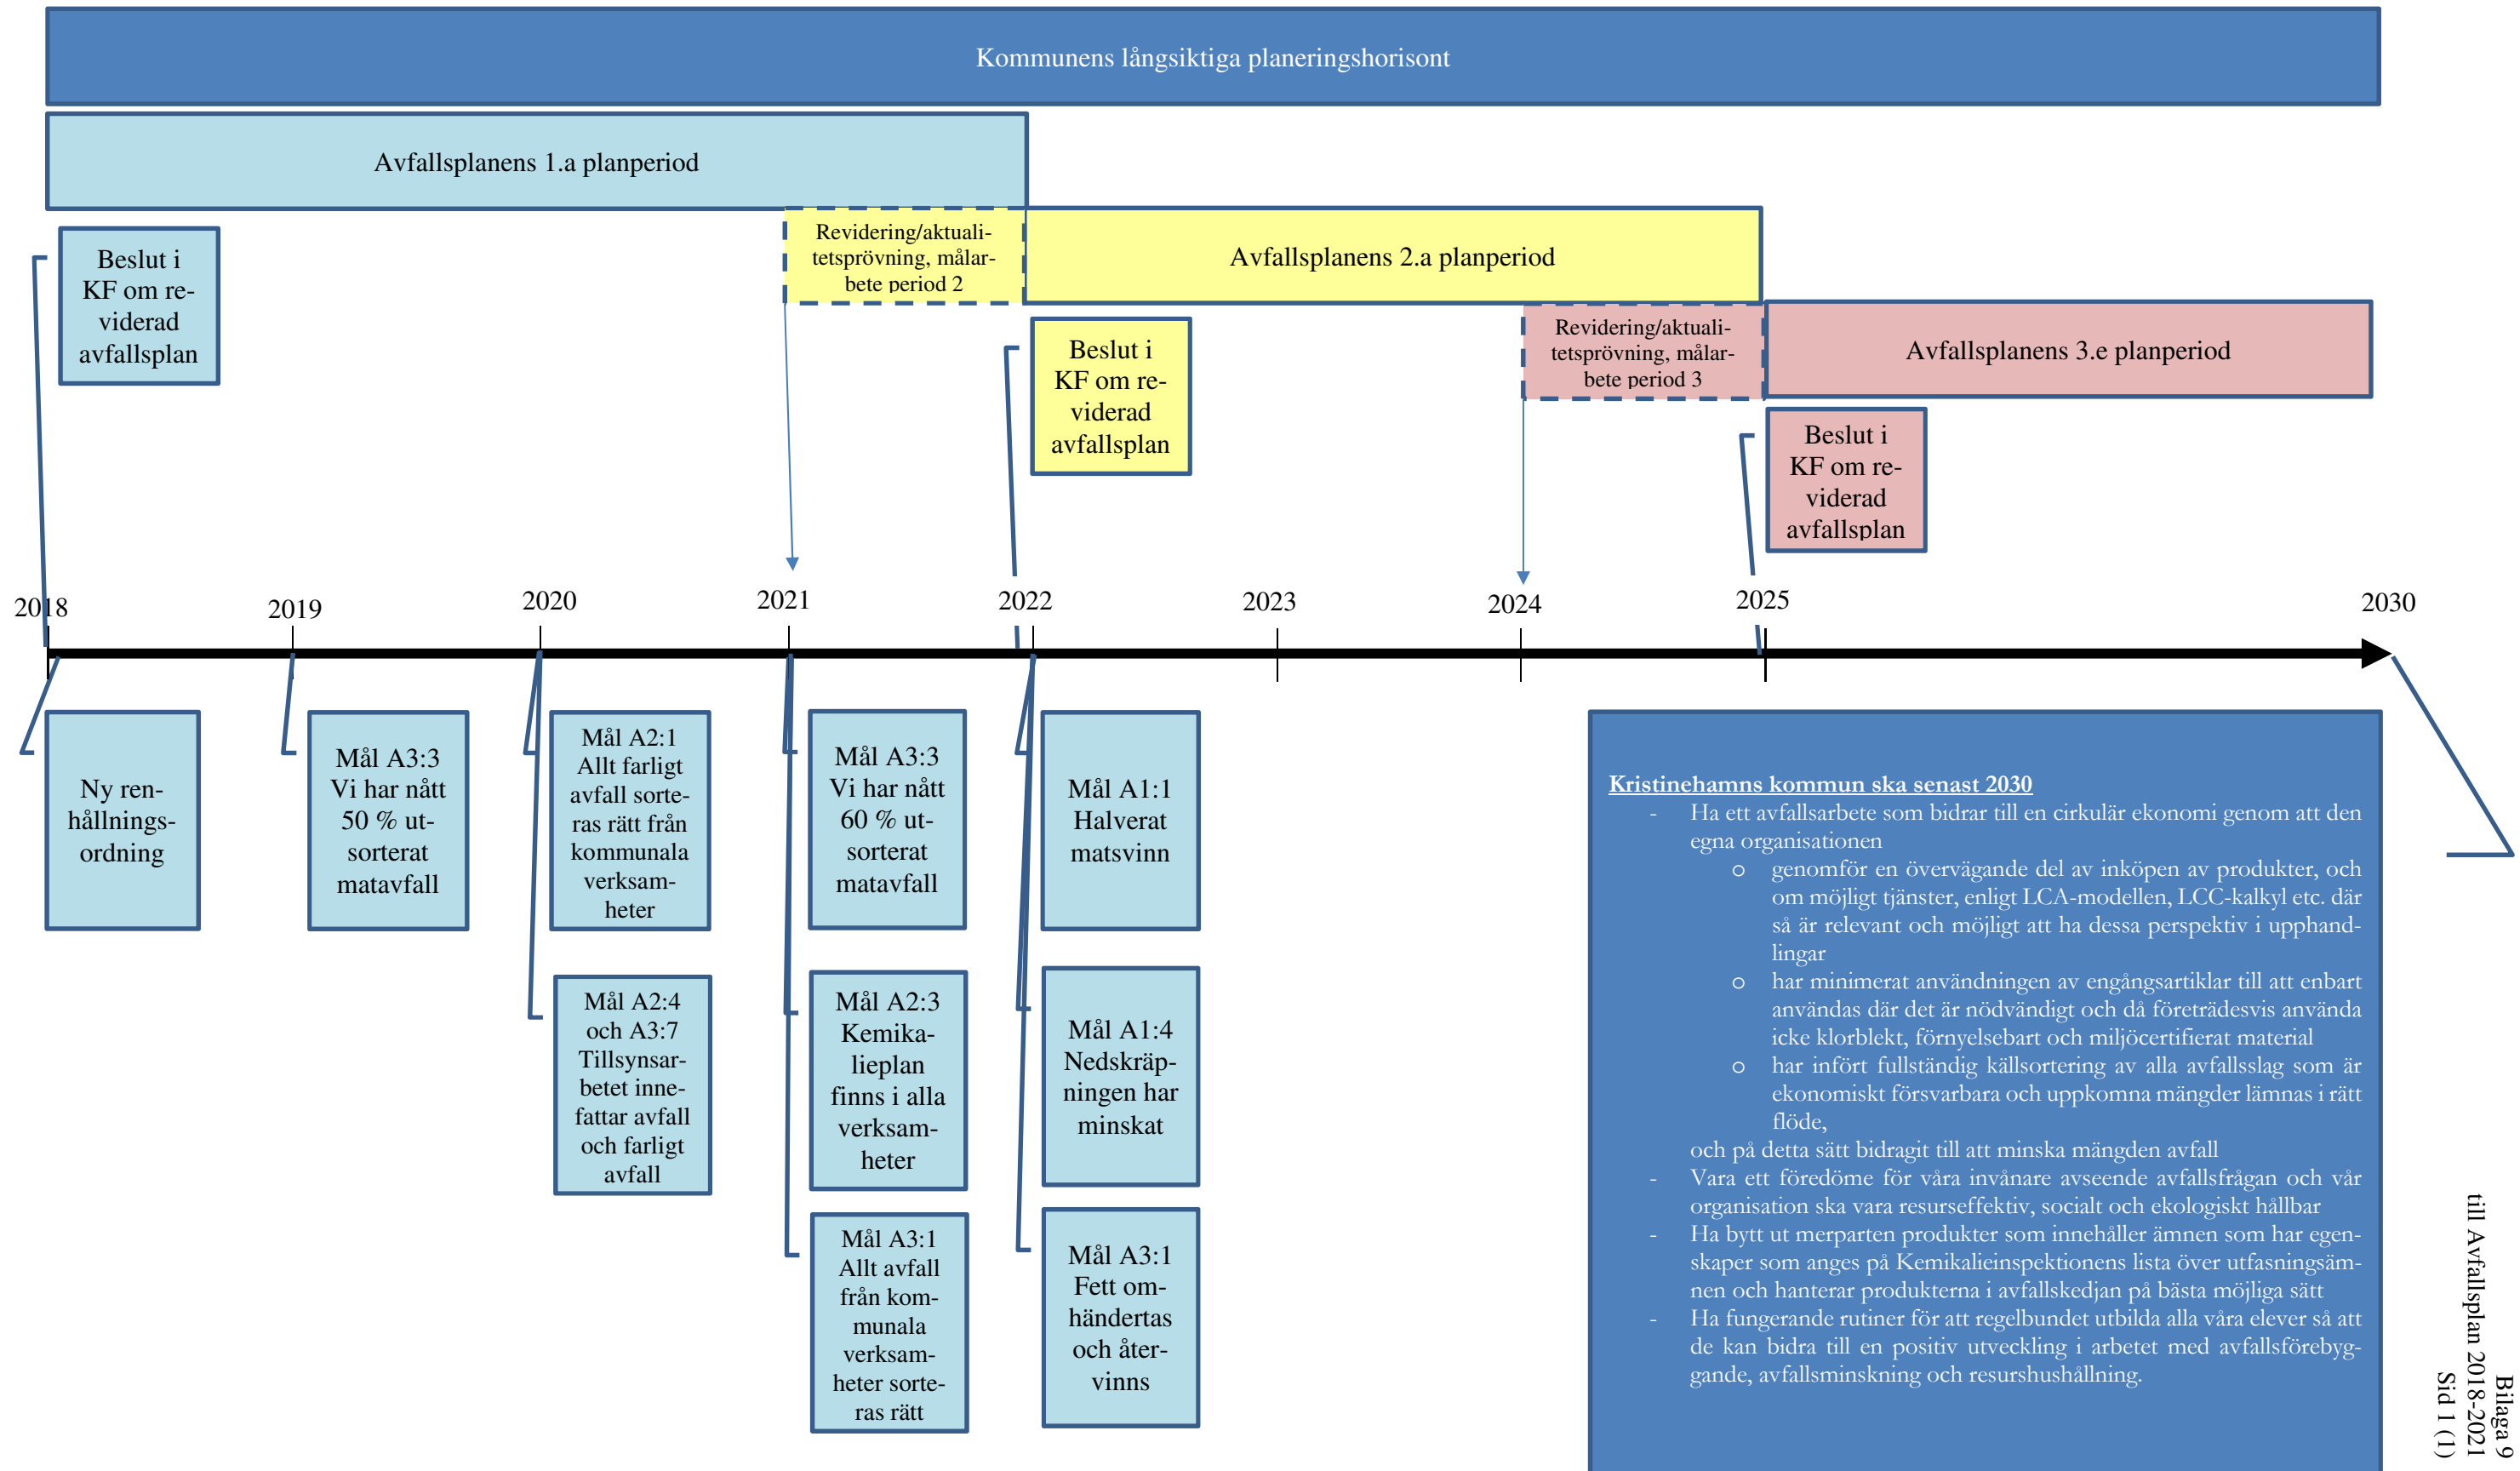 Kommunens långsiktiga planeringshorisont
Avfallsplanens 1.a planperiod
Revidering/aktuali-
tetsprövning, målar-
bete period 2
Avfallsplanens 2.a planperiod
Revidering/aktuali-
tetsprövning, målar-
bete period 3
Avfallsplanens 3.e planperiod
Beslut i
KF om re-
viderad
avfallsplan
Beslut i
KF om re-
viderad
avfallsplan
Beslut i
KF om re-
viderad
avfallsplan
2018
2019
2020
2021
2022
2023
2024
2025
2030
Ny ren-
hållnings-
ordning
Mål A3:3
Vi har nått
50 % ut-
sorterat
matavfall
Mål A2:1
Allt farligt
avfall sorte-
ras rätt från
kommunala
verksam-
heter
Mål A2:4
och A3:7
Tillsynsar-
betet inne-
fattar avfall
och farligt
avfall
Mål A3:3
Vi har nått
60 % ut-
sorterat
matavfall
Mål A2:3
Kemika-
lieplan
finns i alla
verksam-
heter
Mål A3:1
Allt avfall
från kom-
munala
verksam-
heter sorte-
ras rätt
Mål A1:1
Halverat
matsvinn
Mål A1:4
Nedskräp-
ningen har
minskat
Mål A3:1
Fett om-
händertas
och åter-
vinns
Kristinehamns kommun ska senast 2030
- Ha ett avfallsarbete som bidrar till en cirkulär ekonomi genom att den
egna organisationen
o genomför en övervägande del av inköpen av produkter, och
om möjligt tjänster, enligt LCA-modellen, LCC-kalkyl etc. där
så är relevant och möjligt att ha dessa perspektiv i upphand-
lingar
o har minimerat användningen av engångsartiklar till att enbart
användas där det är nödvändigt och då företrädesvis använda
icke klorblekt, förnyelsebart och miljöcertifierat material
o har infört fullständig källsortering av alla avfallsslag som är
ekonomiskt försvarbara och uppkomna mängder lämnas i rätt
flöde,
och på detta sätt bidragit till att minska mängden avfall
- Vara ett föredöme för våra invånare avseende avfallsfrågan och vår
organisation ska vara resurseffektiv, socialt och ekologiskt hållbar
- Ha bytt ut merparten produkter som innehåller ämnen som har egen-
skaper som anges på Kemikalieinspektionens lista över utfasningsäm-
nen och hanterar produkterna i avfallskedjan på bästa möjliga sätt
- Ha fungerande rutiner för att regelbundet utbilda alla våra elever så att
de kan bidra till en positiv utveckling i arbetet med avfallsförebyg-
gande, avfallsminskning och resurshushållning.
Bilaga 9
till Avfallsplan 2018-2021
Sid 1 (1)